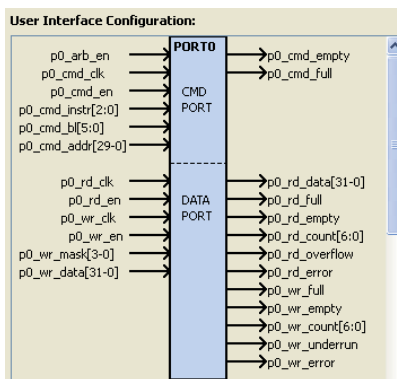 User Interface Configuration:
PORT0
p0_arb_en
p0_cmd_clk
p0_cmd_en
p0_cmd_instr[2:0]
p0_cmd_bl[5:0]
p0_cmd_addr[29-0]
CMD
PORT
p0_cmd_empty
p0_cmd_full
p0_rd_clk
p0_rd_en
p0_wr_clk
p0_wr_en
p0_wr_mask[3-0]
p0_wr_data[31-0]
DATA
PORT
p0_rd_data[31-0]
p0_rd_full
p0_rd_empty
p0_rd_count[6:0]
p0_rd_overflow
p0_rd_error
p0_wr_full
p0_wr_empty
p0_wr_count[6:0]
p0_wr_underrun
p0_wr_error